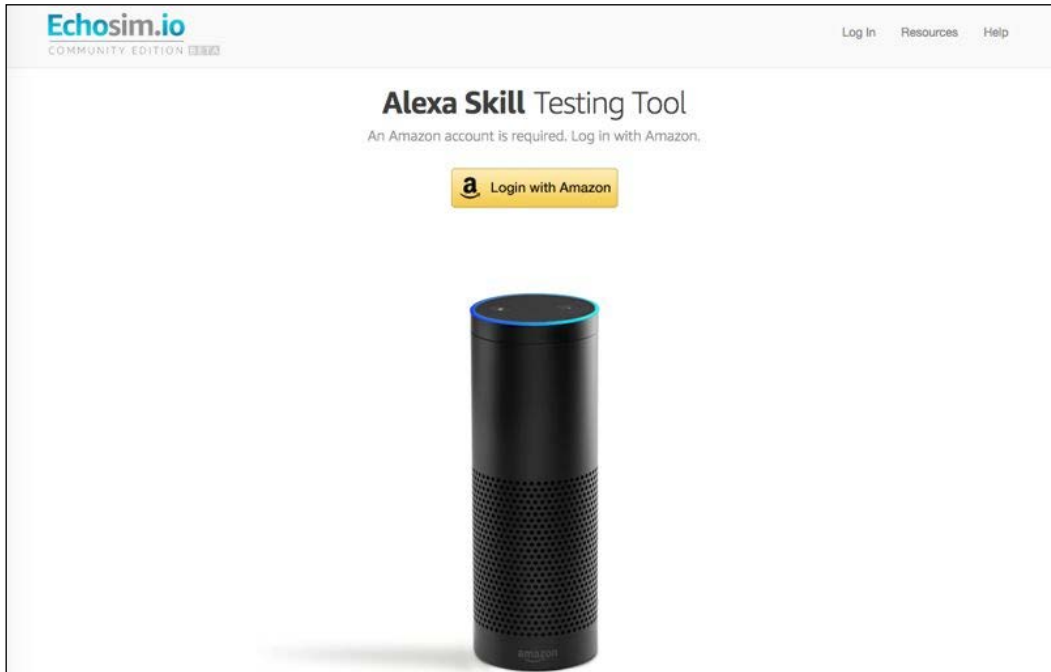 Echosim.io
COMMUNITY EDITION BETA
Log In Resources Help
Alexa Skill Testing Tool
An Amazon account is required. Log in with Amazon.
a Login with Amazon
amazon